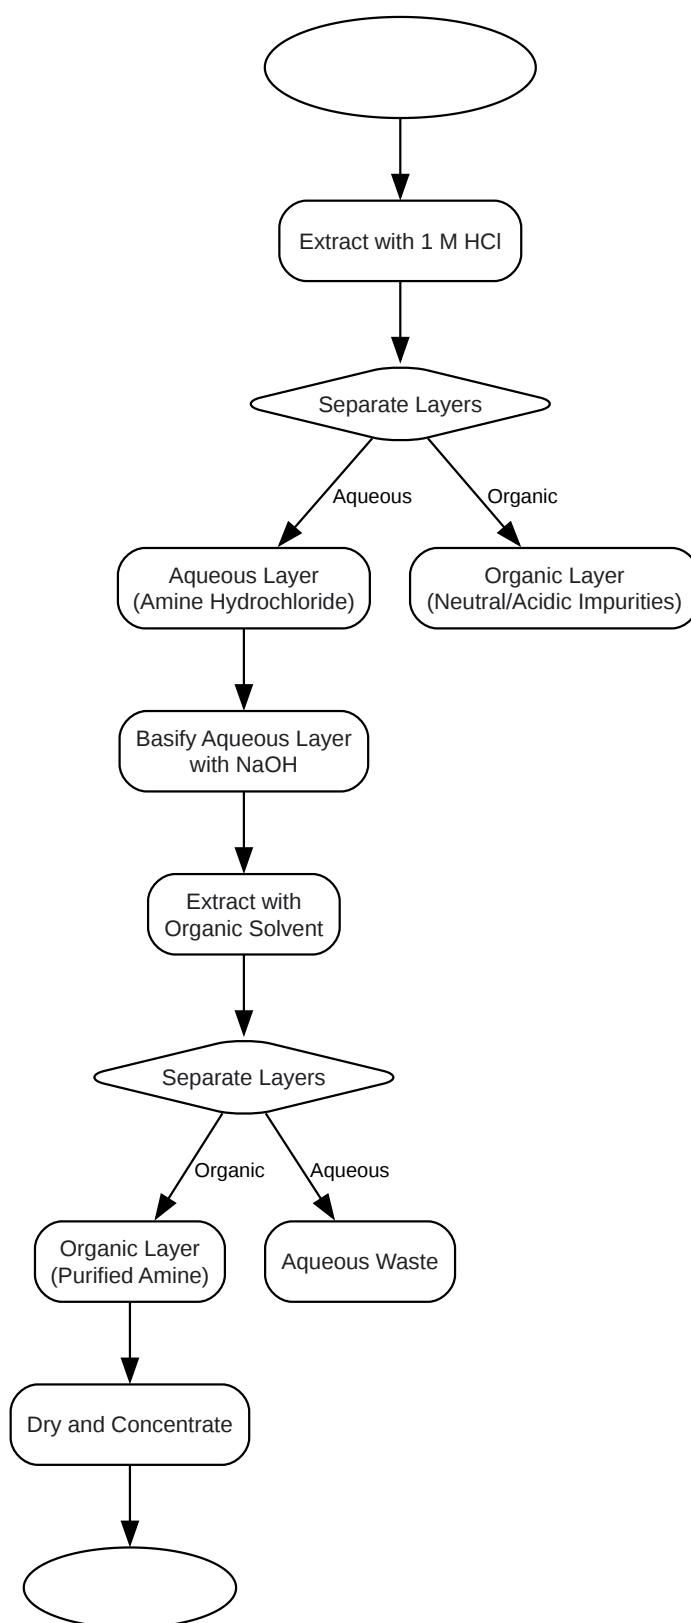 Extract with 1 M HCl
Separate Layers
Aqueous
Organic
Aqueous Layer
(Amine Hydrochloride)
Organic Layer
(Neutral/Acidic Impurities)
Basify Aqueous Layer
with NaOH
Extract with
Organic Solvent
Separate Layers
Organic
Aqueous
Organic Layer
(Purified Amine)
Aqueous Waste
Dry and Concentrate